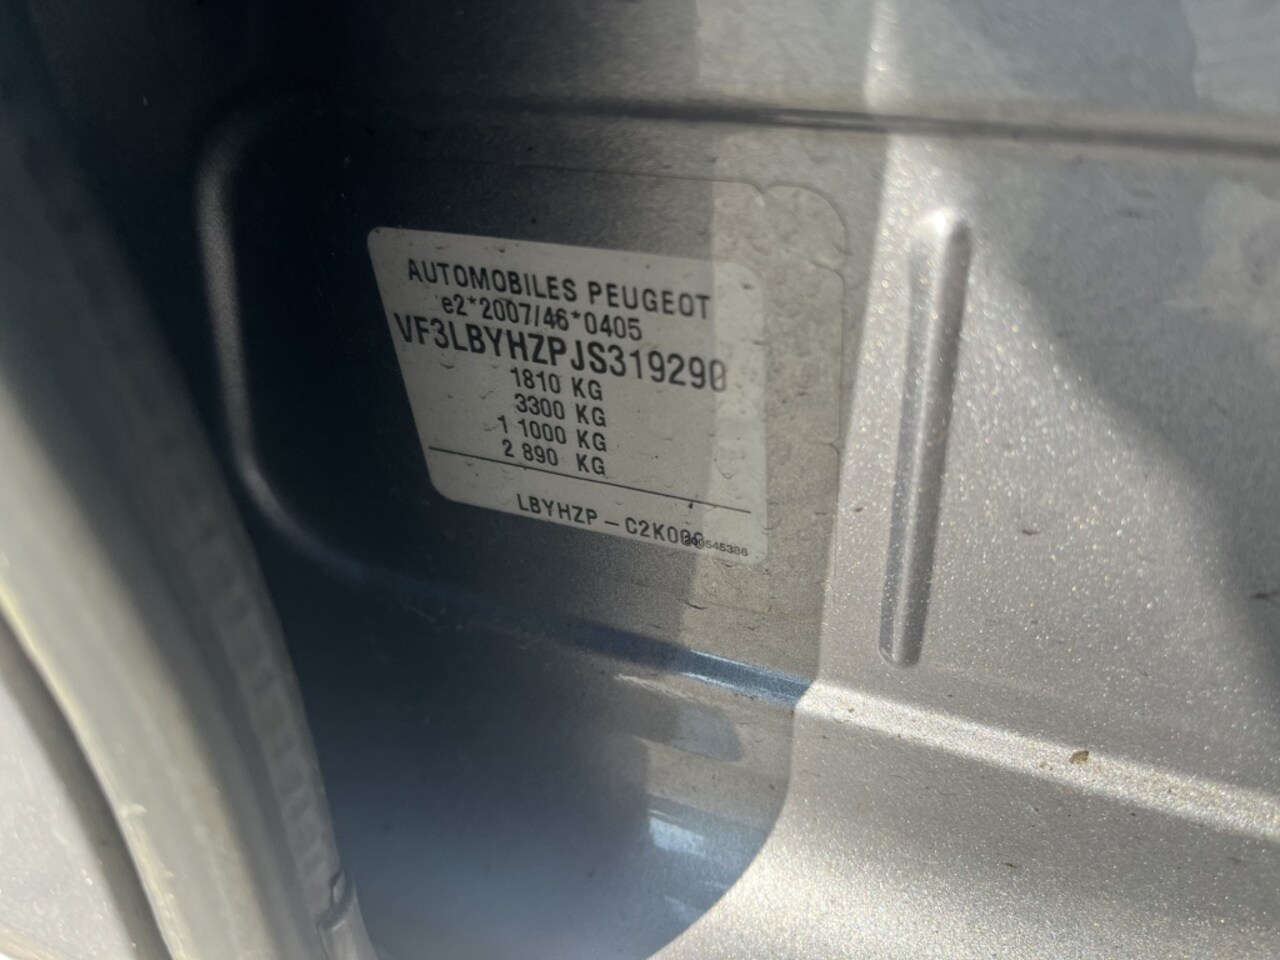 AUTOMOBILES PEUGEOT
e2*2007/46*0405
VF3LBYHZPJS319290
1810 KG
3300 KG
1 1000 KG
2 890 KG
LBYHZP - C2K000